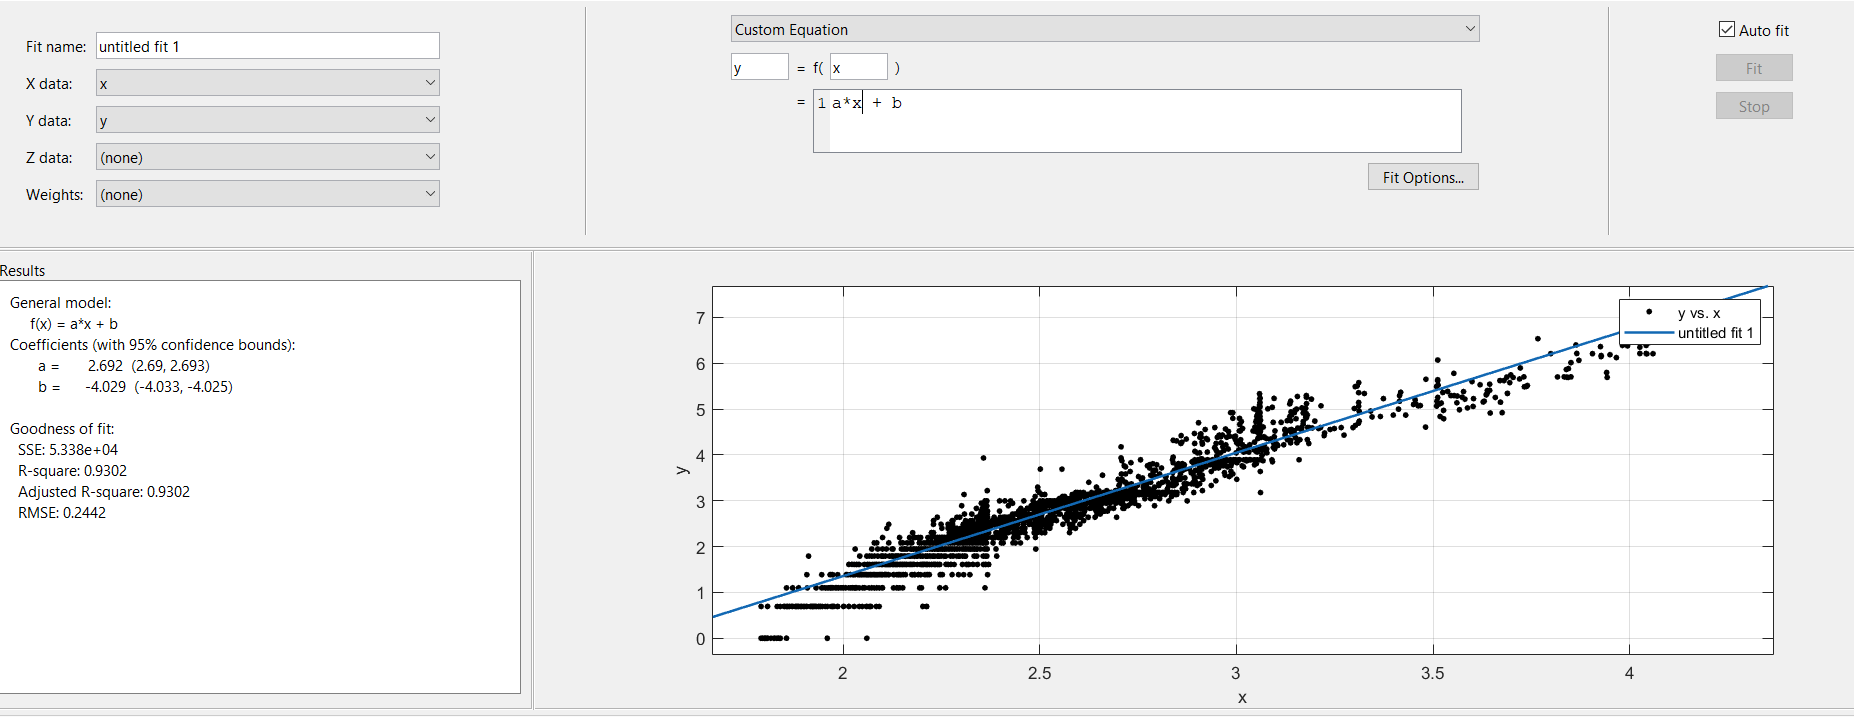 Fit name: untitled fit 1
X data: x
Y data: y
Z data: (none)
Weights: (none)
Custom Equation
y = f( x )
= 1 a*x + b
Fit Options...
Auto fit
Fit
Stop
Results
General model:
f(x) = a*x + b
Coefficients (with 95% confidence bounds):
a = 2.692 (2.69, 2.693)
b = -4.029 (-4.033, -4.025)
Goodness of fit:
SSE: 5.338e+04
R-square: 0.9302
Adjusted R-square: 0.9302
RMSE: 0.2442
y vs. x
untitled fit 1
7
6
5
4
3
2
1
0
y
2 2.5 3 3.5 4
x